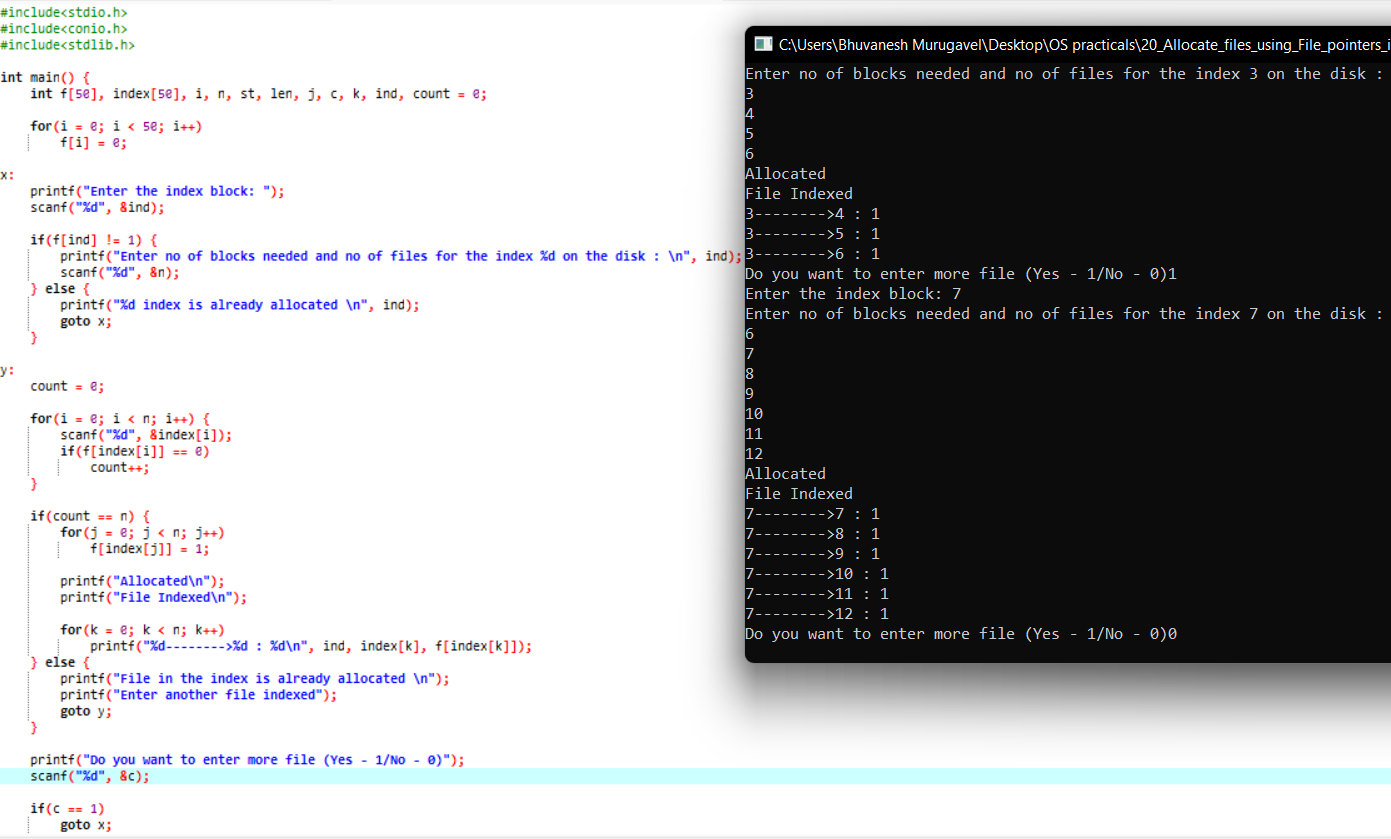 #include<stdio.h>
#include<conio.h>
#include<stdlib.h>
int main() {
int f[50], index[50], i, n, st, len, j, c, k, ind, count = 0;
for(i = 0; i < 50; i++)
f[i] = 0;
x:
printf("Enter the index block: ");
scanf("%d", &ind);
if(f[ind] != 1) {
printf("Enter no of blocks needed and no of files for the index %d on the disk : \n", ind);
scanf("%d", &n);
} else {
printf("%d index is already allocated \n", ind);
goto x;
}
y:
count = 0;
for(i = 0; i < n; i++) {
scanf("%d", &index[i]);
if(f[index[i]] == 0)
count++;
}
if(count == n) {
for(j = 0; j < n; j++)
f[index[j]] = 1;
printf("Allocated\n");
printf("File Indexed\n");
for(k = 0; k < n; k++)
printf("%d-------->%d : %d\n", ind, index[k], f[index[k]]);
} else {
printf("File in the index is already allocated \n");
printf("Enter another file indexed");
goto y;
}
printf("Do you want to enter more file (Yes - 1/No - 0)");
scanf("%d", &c);
if(c == 1)
goto x;
C:\Users\Bhuvanesh Murugavel\Desktop\OS practicals\20_Allocate_files_using_File_pointers_i
Enter no of blocks needed and no of files for the index 3 on the disk :
3
4
5
6
Allocated
File Indexed
3-------->4 : 1
3-------->5 : 1
3-------->6 : 1
Do you want to enter more file (Yes - 1/No - 0)1
Enter the index block: 7
Enter no of blocks needed and no of files for the index 7 on the disk :
6
7
8
9
10
11
12
Allocated
File Indexed
7-------->7 : 1
7-------->8 : 1
7-------->9 : 1
7-------->10 : 1
7-------->11 : 1
7-------->12 : 1
Do you want to enter more file (Yes - 1/No - 0)0